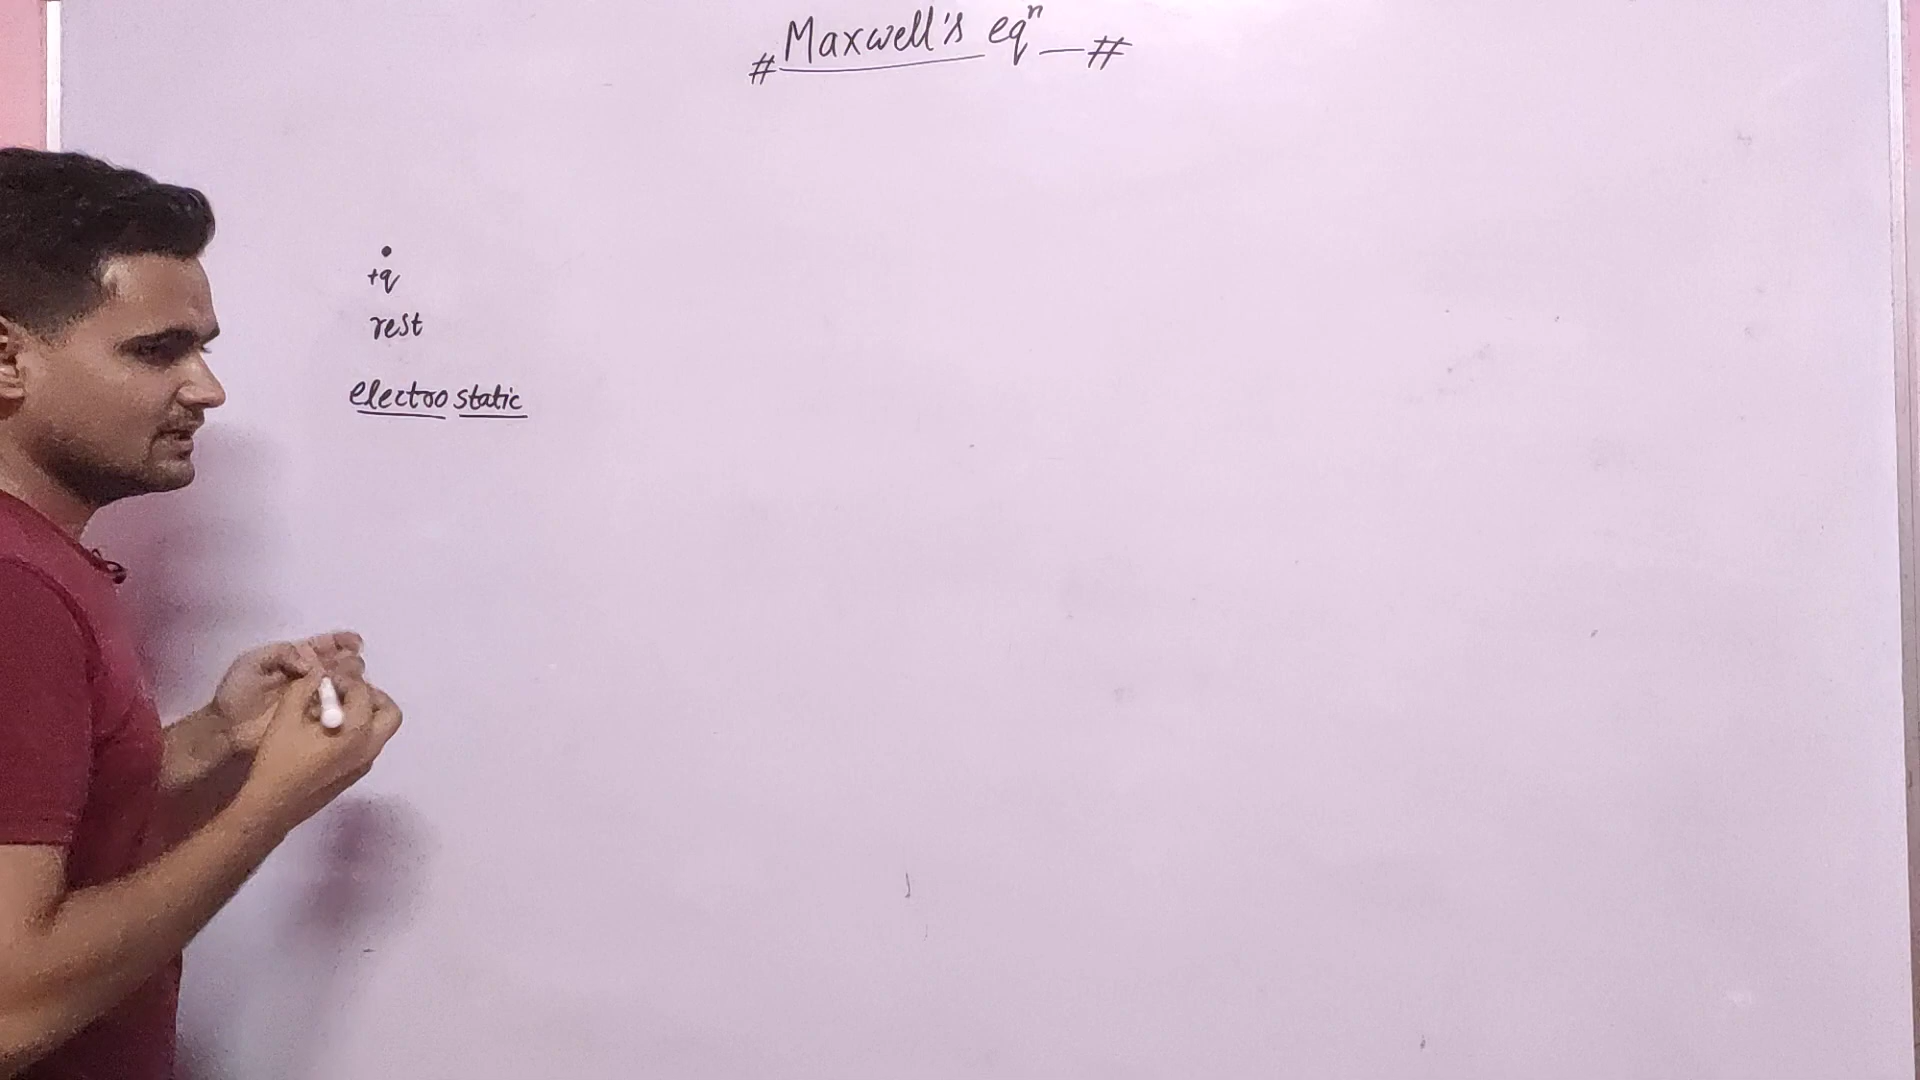 # Maxwell's eqⁿ — #
+q
rest
electro static